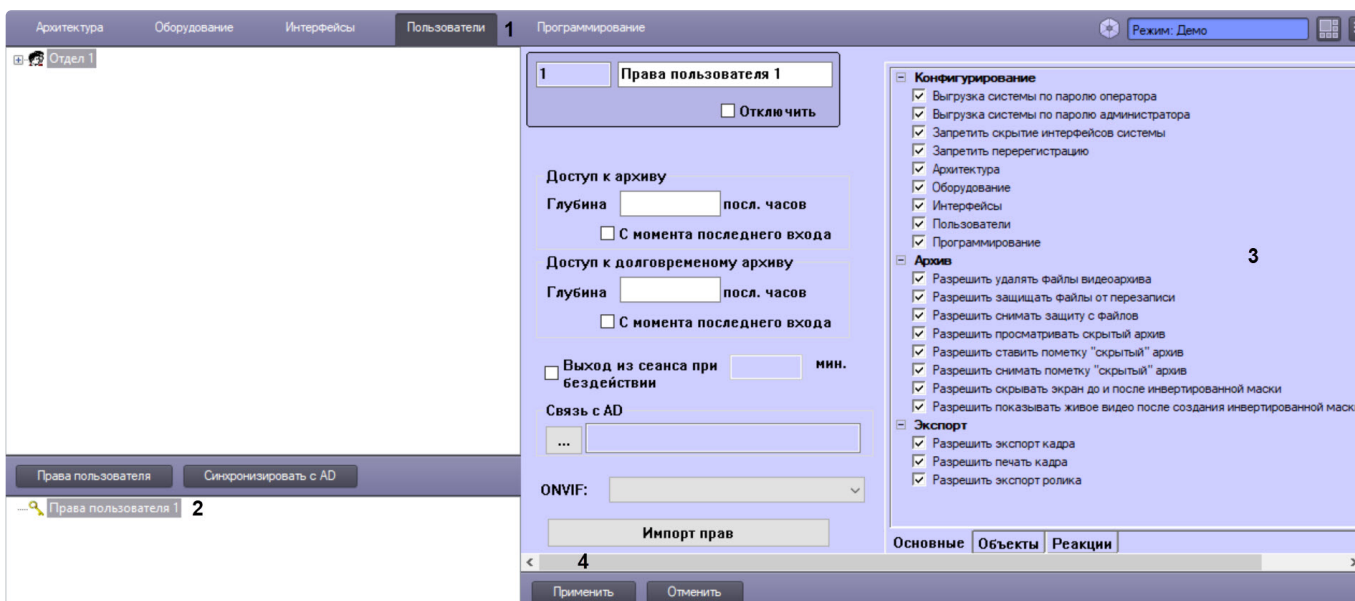 Архитектура Оборудование Интерфейсы Пользователи 1 Программирование Режим: Демо
Отдел 1
1 Права пользователя 1
Отключить
Доступ к архиву
Глубина посл. часов
С момента последнего входа
Доступ к долговременому архиву
Глубина посл. часов
С момента последнего входа
Выход из сеанса при
бездействии
мин.
Связь с AD
...
ONVIF:
Импорт прав
Конфигурирование
Выгрузка системы по паролю оператора
Выгрузка системы по паролю администратора
Запретить скрытие интерфейсов системы
Запретить перерегистрацию
Архитектура
Оборудование
Интерфейсы
Пользователи
Программирование
3
Архив
Разрешить удалять файлы видеоархива
Разрешить защищать файлы от перезаписи
Разрешить снимать защиту с файлов
Разрешить просматривать скрытый архив
Разрешить ставить пометку "скрытый" архив
Разрешить снимать пометку "скрытый" архив
Разрешить скрывать экран до и после инвертированной маски
Разрешить показывать живое видео после создания инвертированной маск
Экспорт
Разрешить экспорт кадра
Разрешить печать кадра
Разрешить экспорт ролика
Основные Объекты Реакции
Права пользователя Синхронизировать с AD
Права пользователя 1 2
4
Применить Отменить